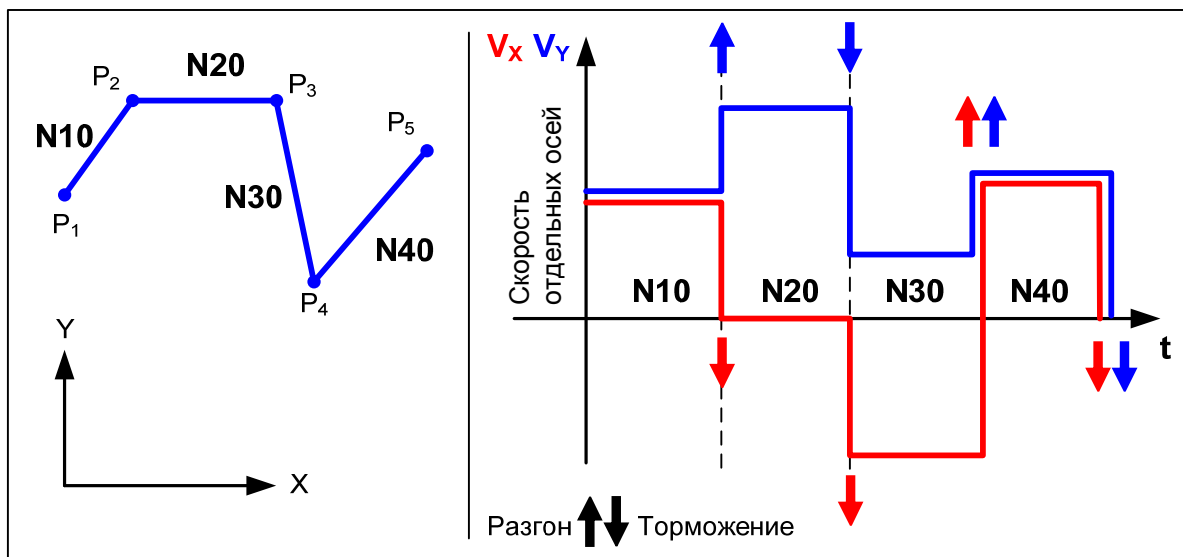 N20
P2
P3
N10
P1
P5
N30
N40
P4
Y
X
VX VY
Скорость
отдельных осей
N10 N20 N30 N40
t
Разгон Торможение